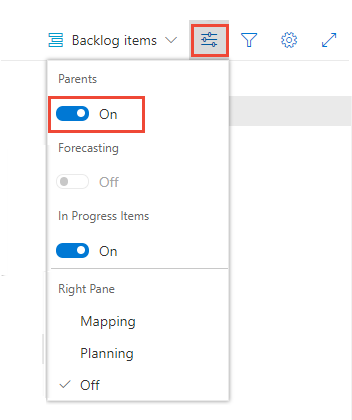 Backlog items
Parents
On
Forecasting
Off
In Progress Items
On
Right Pane
Mapping
Planning
Off